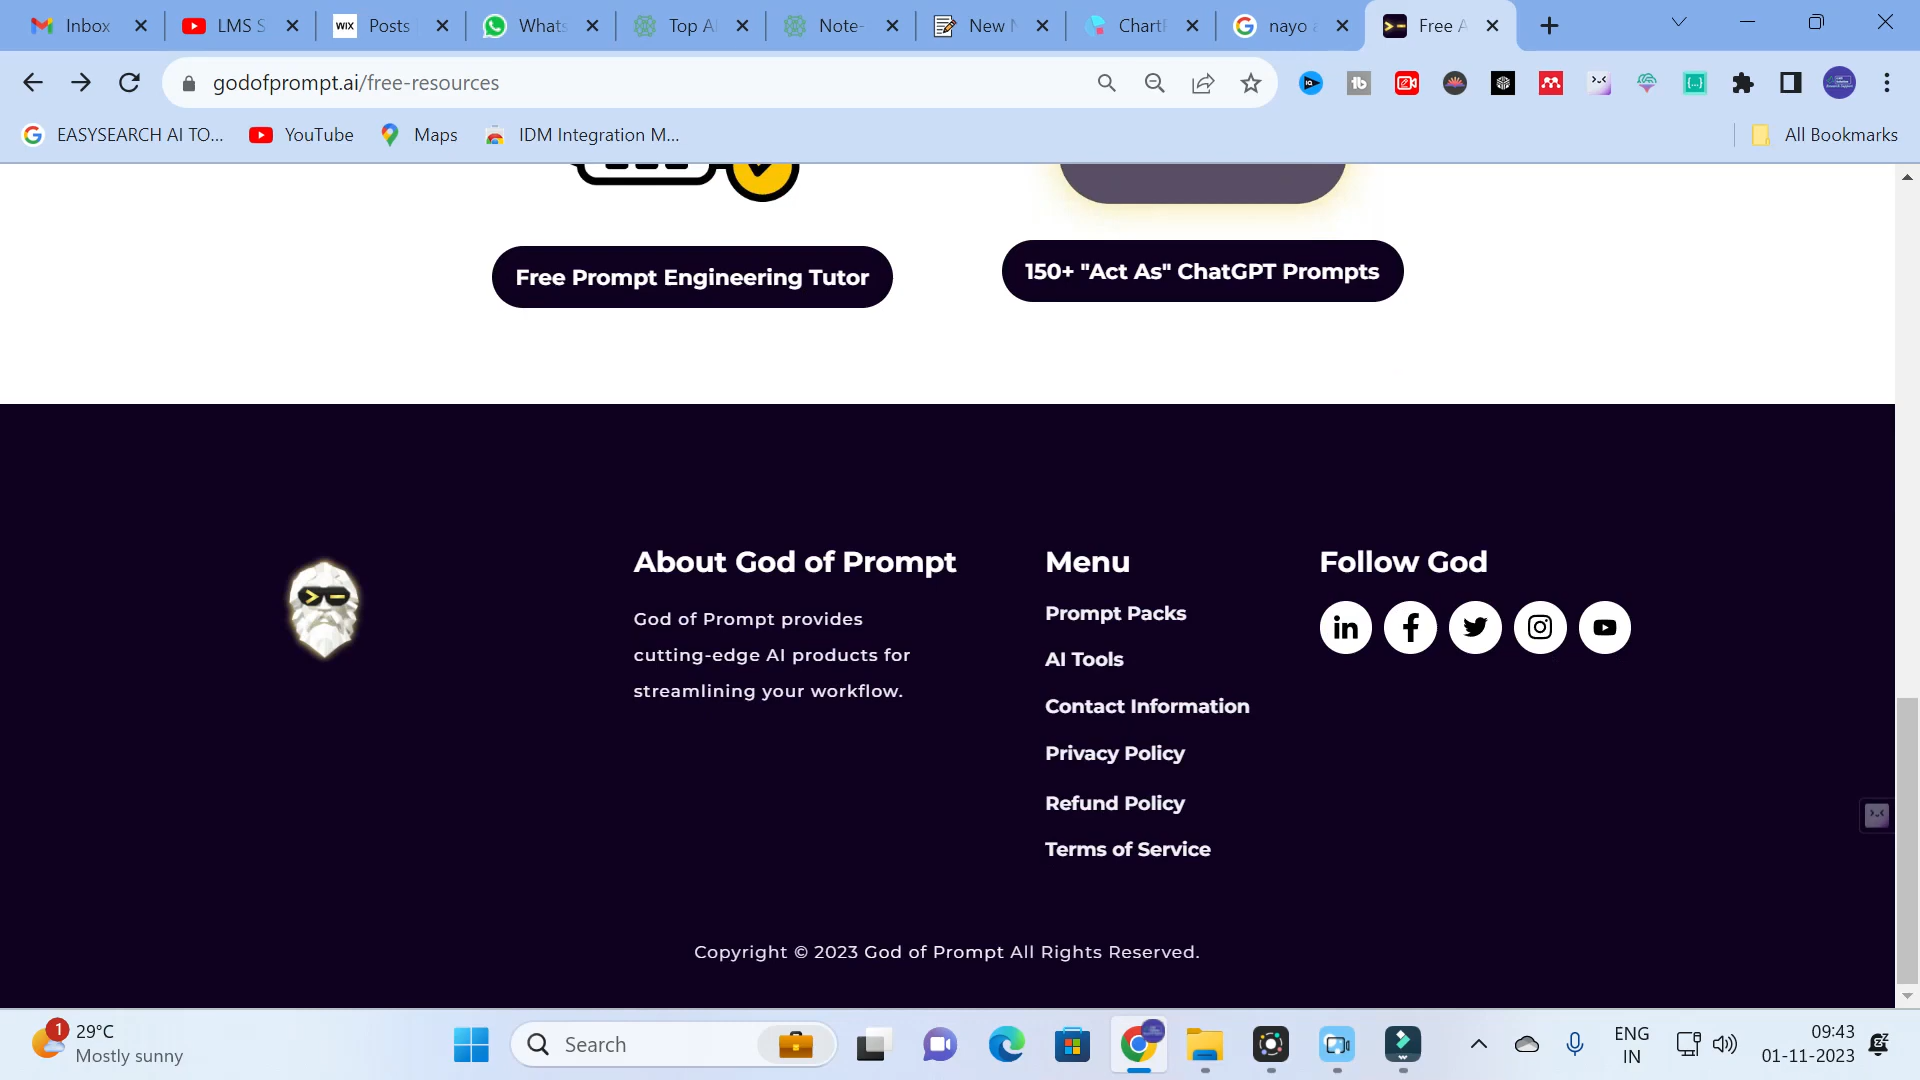 Inbox
LMS S
WIX Posts
Whats
Top AI
Note-
New N
Chart
nayo a
Free A
godofprompt.ai/free-resources
EASYSEARCH AI TO...
YouTube
Maps
IDM Integration M...
All Bookmarks
Free Prompt Engineering Tutor
150+ "Act As" ChatGPT Prompts
About God of Prompt
God of Prompt provides
cutting-edge AI products for
streamlining your workflow.
Menu
Prompt Packs
AI Tools
Contact Information
Privacy Policy
Refund Policy
Terms of Service
Follow God
Copyright © 2023 God of Prompt All Rights Reserved.
1
29°C
Mostly sunny
Search
ENG
IN
09:43
01-11-2023